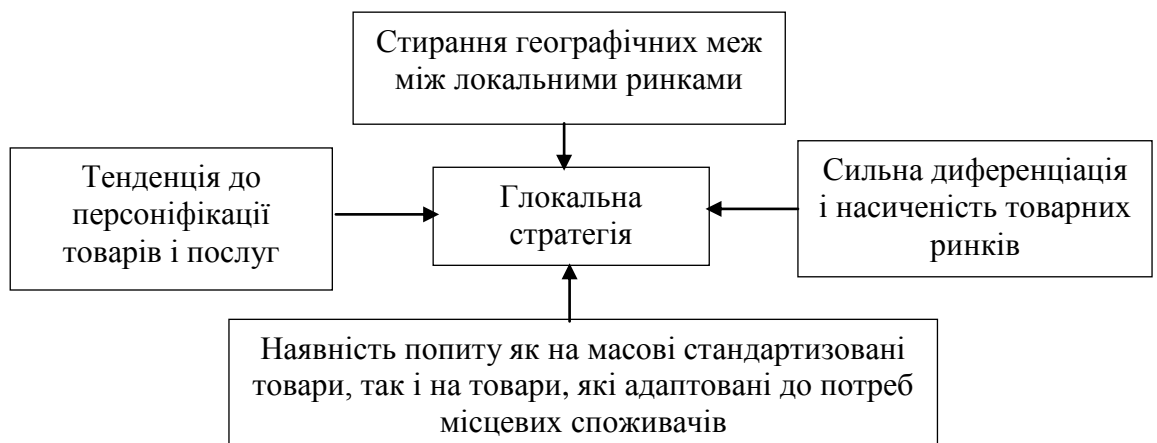 Стирання географічних меж
між локальними ринками
Тенденція до
персоніфікації
товарів і послуг
Глокальна
стратегія
Сильна диференціація
і насиченість товарних
ринків
Наявність попиту як на масові стандартизовані
товари, так і на товари, які адаптовані до потреб
місцевих споживачів